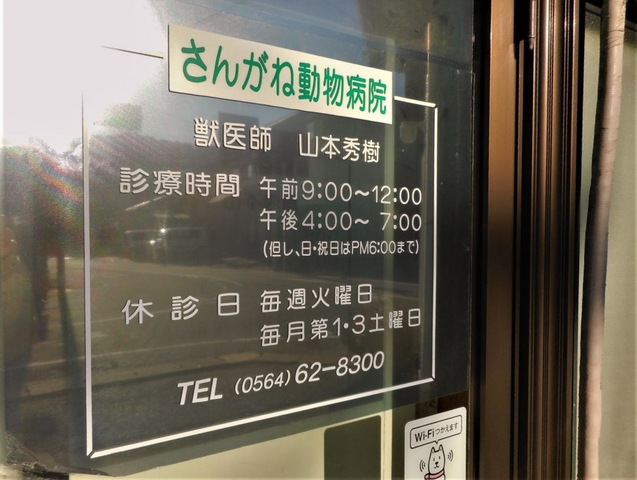 さんがね動物病院
獣医師 山本秀樹
診療時間 午前9:00～12:00
午後4:00～ 7:00
(但し、日・祝日はPM6:00まで)
休診日 毎週火曜日
毎月第1・3土曜日
TEL (0564) 62-8300
Wi-Fiつかえます